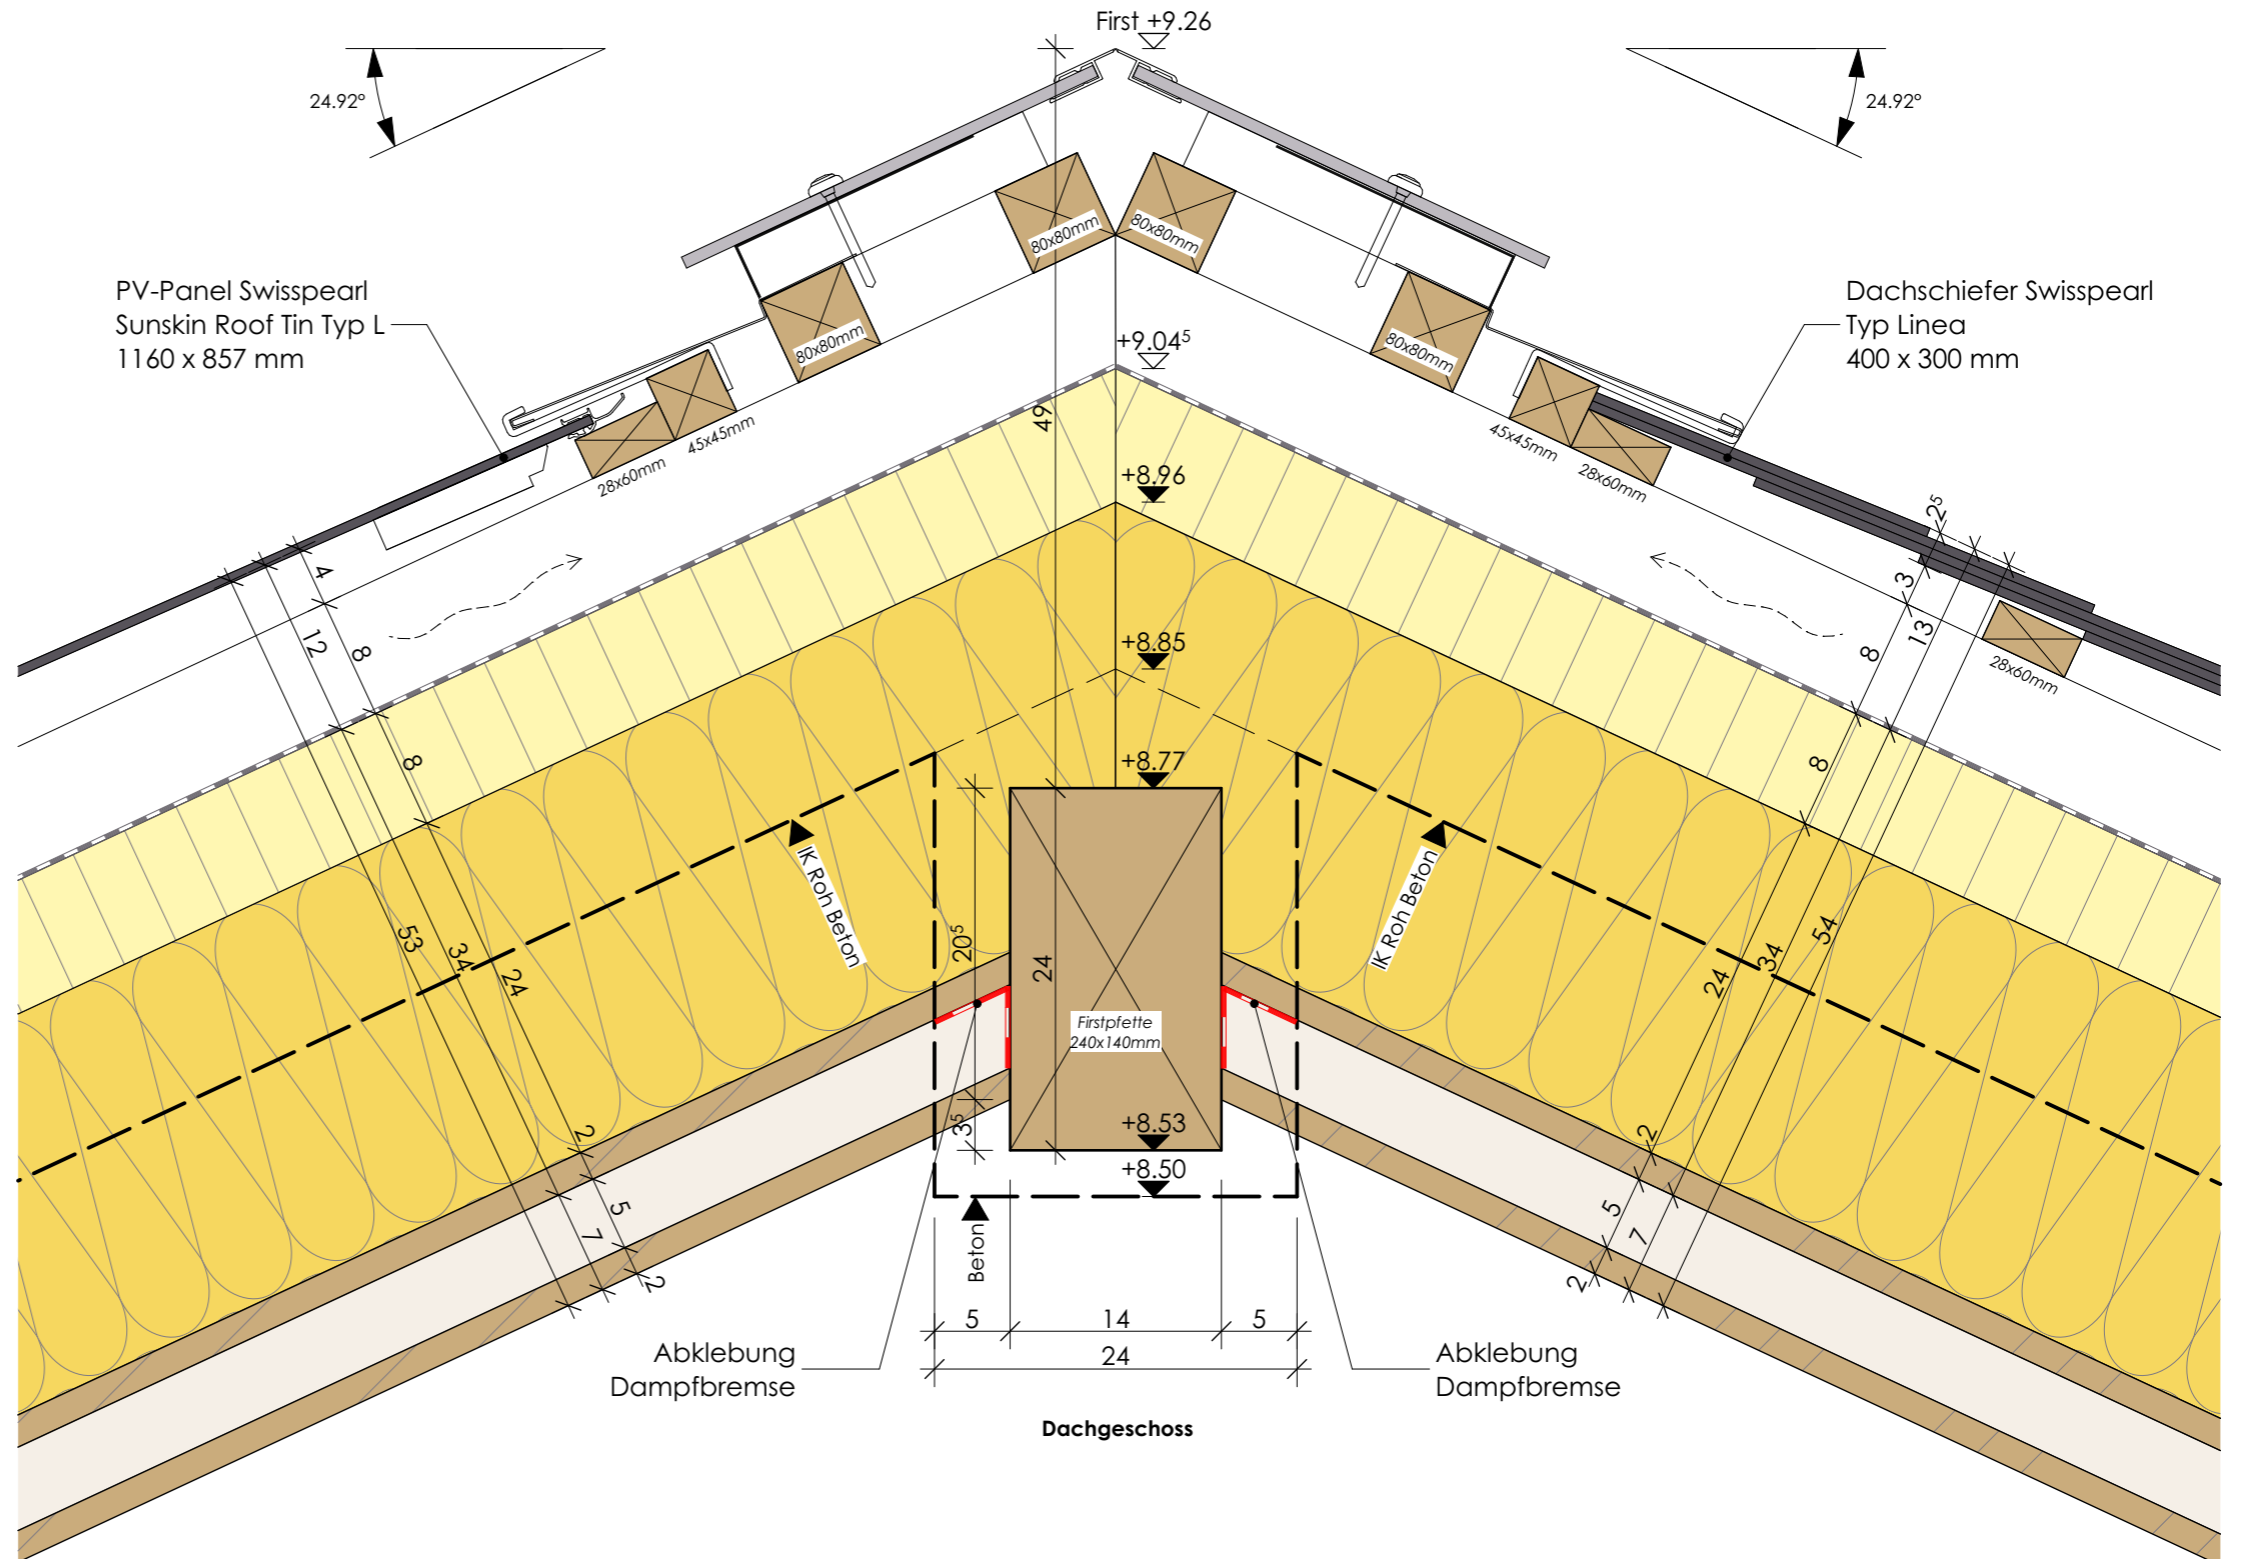 First +9.26
24.92°
24.92°
80x80mm
80x80mm
PV-Panel Swisspearl
Sunskin Roof Tin Typ L
1160 x 857 mm
Dachschiefer Swisspearl
Typ Linea
400 x 300 mm
80x80mm
80x80mm
+9.04⁵
49
45x45mm
28x60mm
45x45mm
28x60mm
+8.96
2⁵
4
3
12
8
8
13
28x60mm
+8.85
8
8
+8.77
IK Roh Beton
IK Roh Beton
53
34
24
20⁵
24
24
34
54
Firstpfette
240x140mm
3⁵
+8.53
+8.50
2
5
7
2
2
5
7
2
Beton
5
14
5
24
Abklebung
Dampfbremse
Abklebung
Dampfbremse
Dachgeschoss